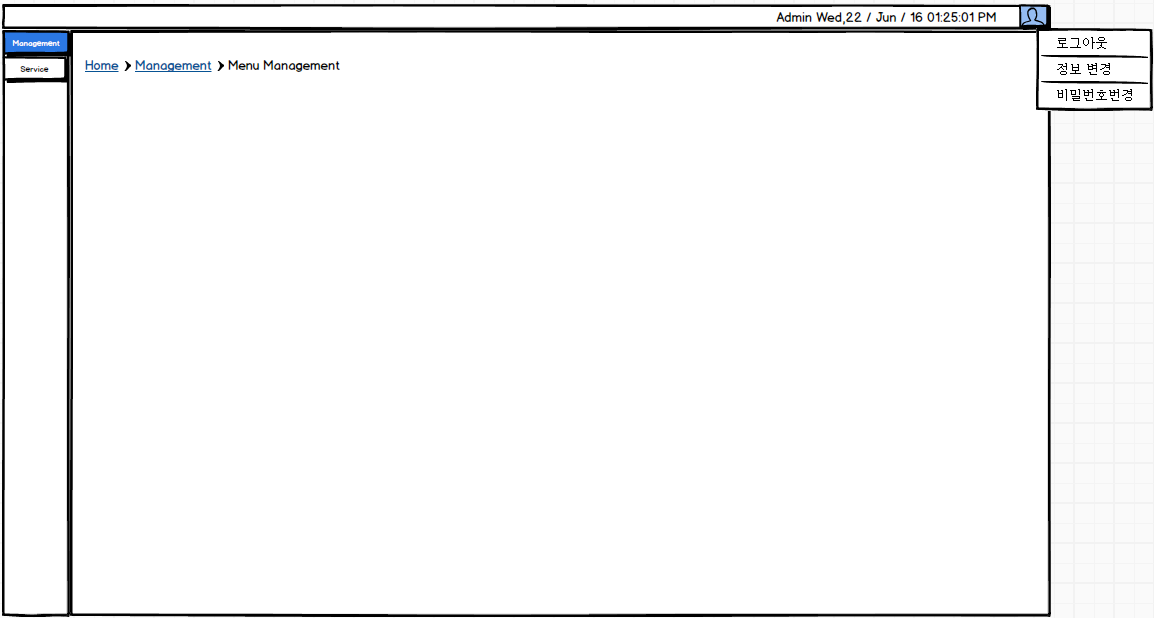 Admin Wed,22 / Jun / 16 01:25:01 PM
로그아웃
정보 변경
비밀번호번경
Management
Service
Home > Management > Menu Management